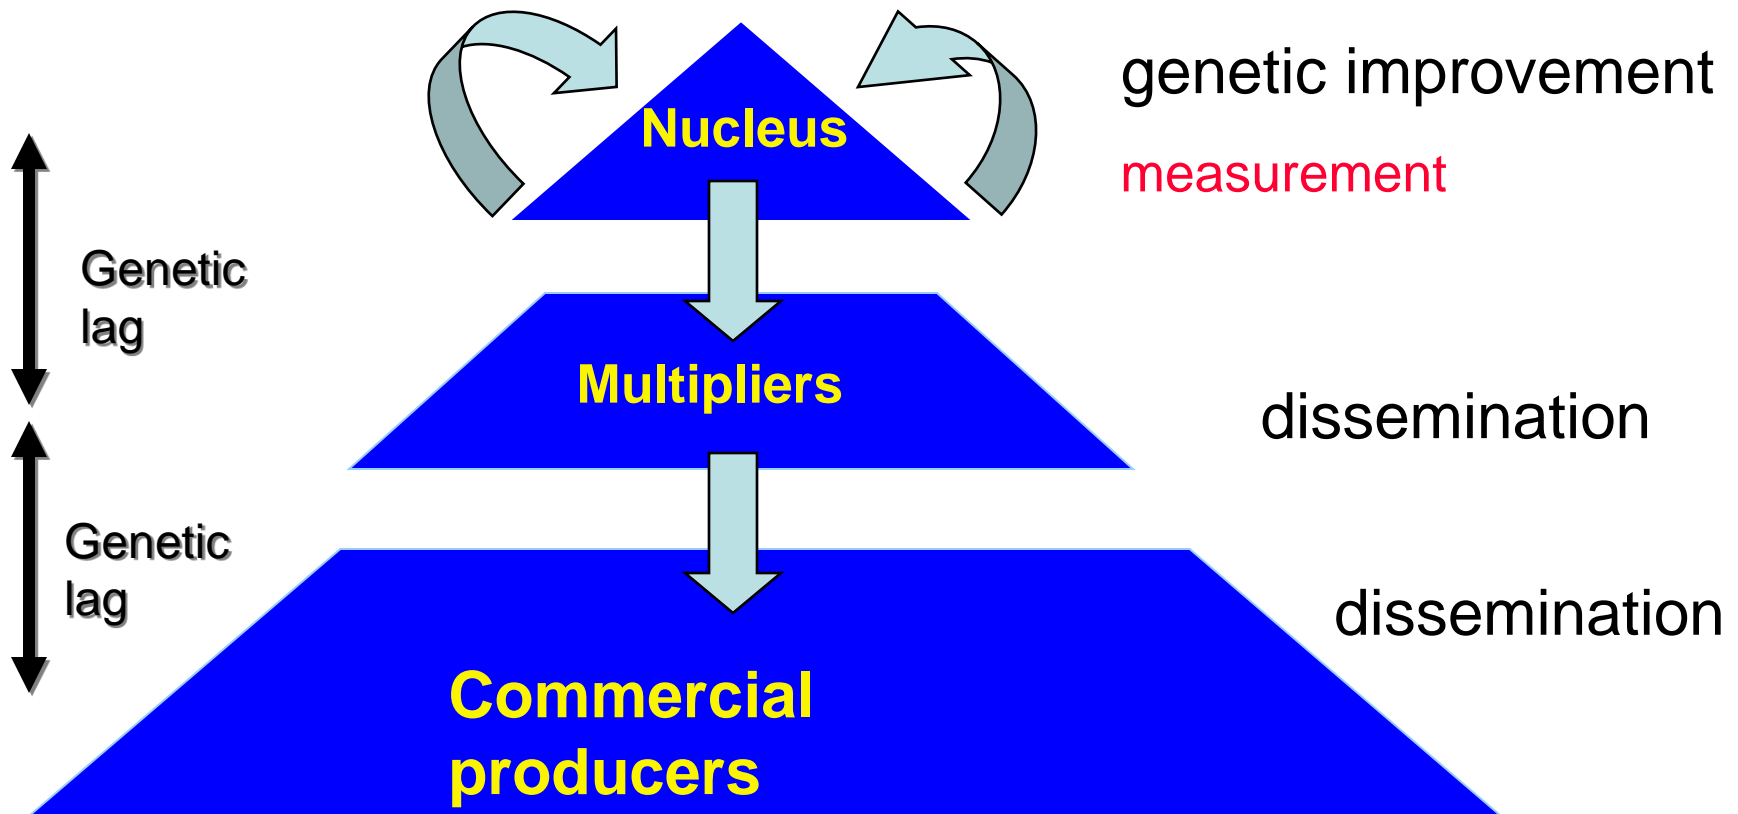 genetic improvement
Nucleus
measurement
Genetic
lag
Multipliers
dissemination
Genetic
lag
dissemination
Commercial
producers